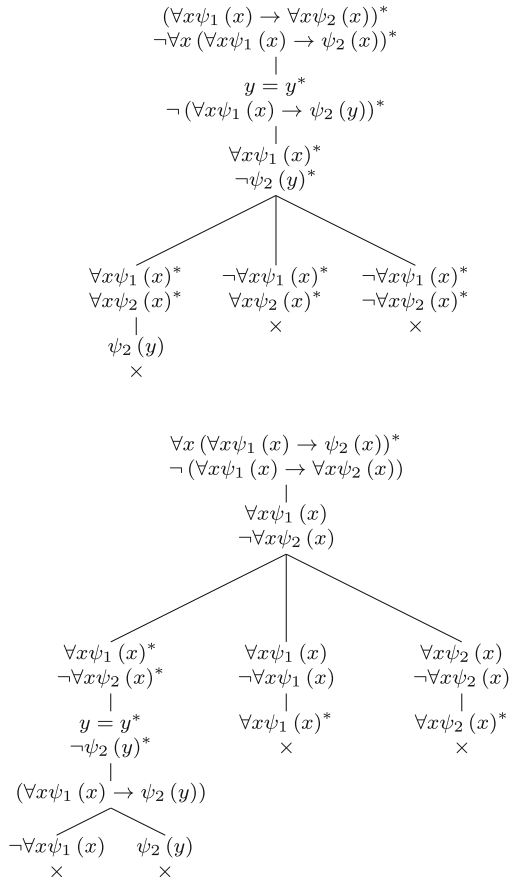 (∀xψ₁ (x) → ∀xψ₂ (x))*
¬∀x (∀xψ₁ (x) → ψ₂ (x))*
y = y*
¬ (∀xψ₁ (x) → ψ₂ (y))*
∀xψ₁ (x)*
¬ψ₂ (y)*
∀xψ₁ (x)* ¬∀xψ₁ (x)* ¬∀xψ₁ (x)*
∀xψ₂ (x)* ∀xψ₂ (x)* ¬∀xψ₂ (x)*
× ×
ψ₂ (y)
×
∀x (∀xψ₁ (x) → ψ₂ (x))*
¬ (∀xψ₁ (x) → ∀xψ₂ (x))
∀xψ₁ (x)
¬∀xψ₂ (x)
∀xψ₁ (x)* ∀xψ₁ (x) ∀xψ₂ (x)
¬∀xψ₂ (x)* ¬∀xψ₁ (x) ¬∀xψ₂ (x)
y = y* ∀xψ₁ (x)* ∀xψ₂ (x)*
¬ψ₂ (y)* × ×
(∀xψ₁ (x) → ψ₂ (y))
¬∀xψ₁ (x) ψ₂ (y)
× ×